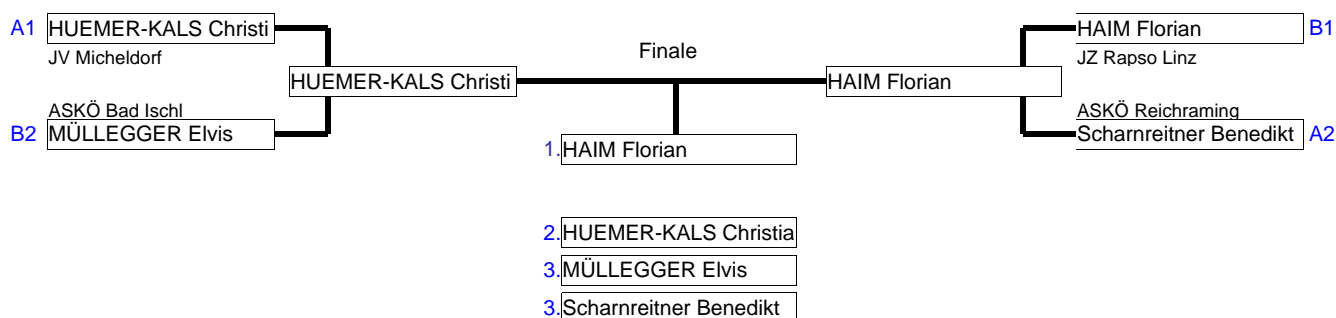 A1 HUEMER-KALS Christi
JV Micheldorf
HAIM Florian B1
JZ Rapso Linz
Finale
HUEMER-KALS Christi
HAIM Florian
ASKÖ Bad Ischl
B2 MÜLLEGGER Elvis
ASKÖ Reichraming
Scharnreitner Benedikt A2
1. HAIM Florian
2. HUEMER-KALS Christia
3. MÜLLEGGER Elvis
3. Scharnreitner Benedikt